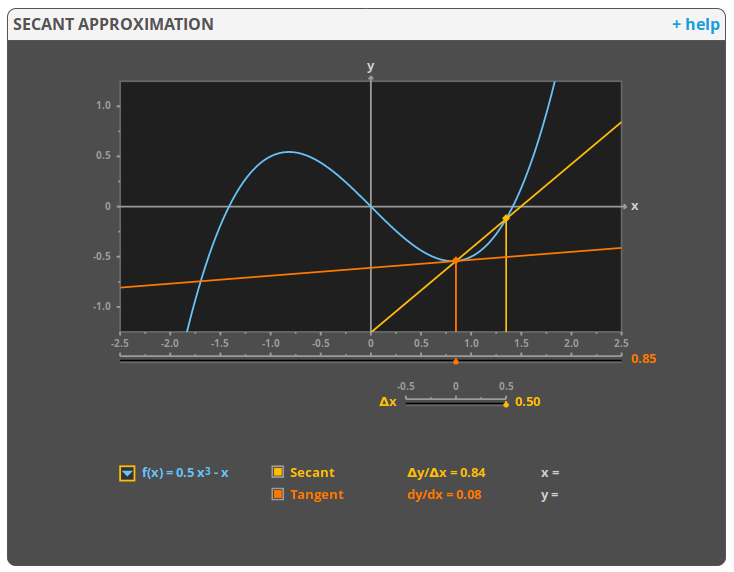 SECANT APPROXIMATION + help
y
1.0
0.5
0
x
-0.5
-1.0
-2.5 -2.0 -1.5 -1.0 -0.5 0 0.5 1.0 1.5 2.0 2.5
0.85
-0.5 0 0.5
Δx 0.50
f(x) = 0.5 x³ - x Secant Δy/Δx = 0.84 x =
Tangent dy/dx = 0.08 y =